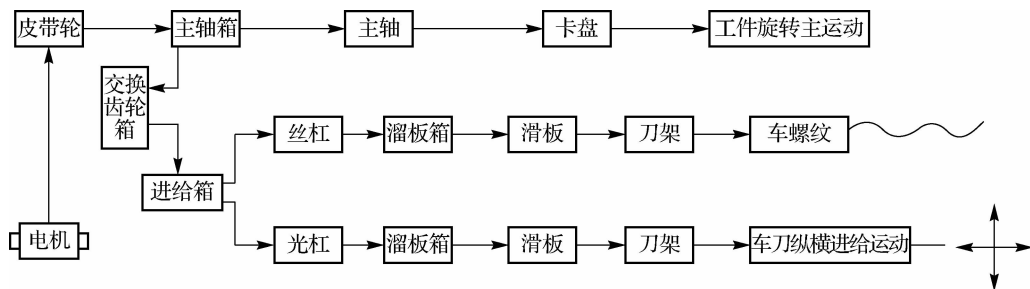 皮带轮
主轴箱
主轴
卡盘
工件旋转主运动
交换
齿轮
箱
丝杠
溜板箱
滑板
刀架
车螺纹
进给箱
电机
光杠
溜板箱
滑板
刀架
车刀纵横进给运动